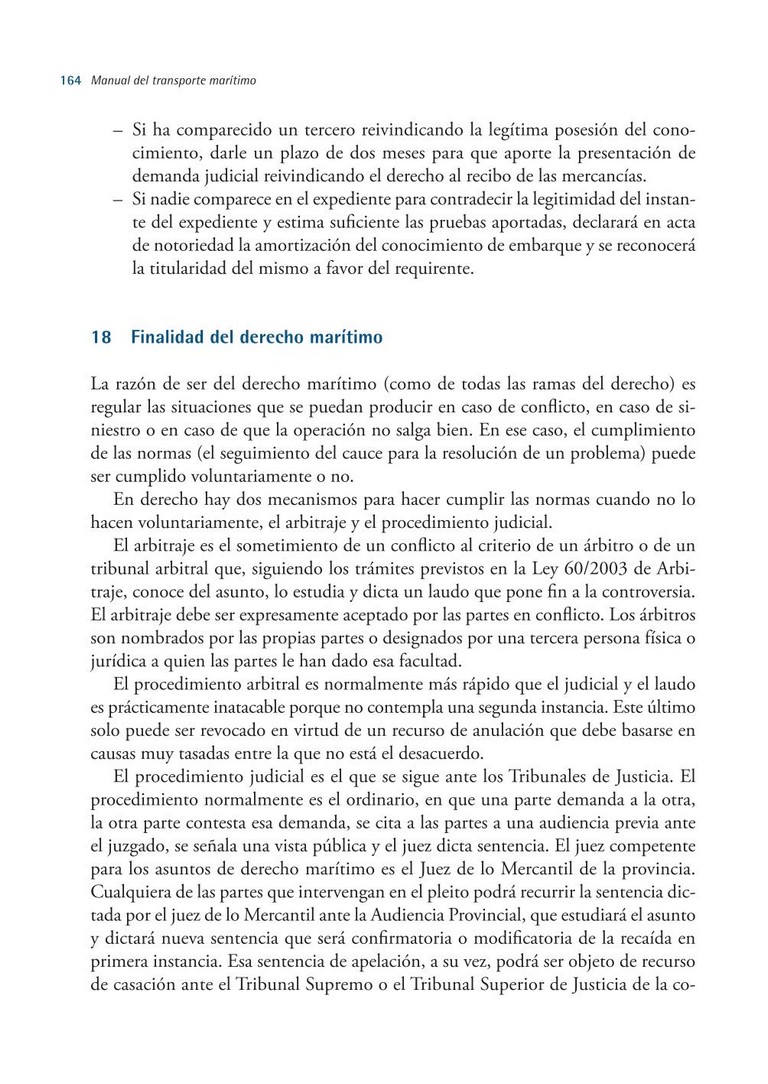 164 Manual del transporte marítimo
– Si ha comparecido un tercero reivindicando la legítima posesión del cono-
cimiento, darle un plazo de dos meses para que aporte la presentación de
demanda judicial reivindicando el derecho al recibo de las mercancías.
– Si nadie comparece en el expediente para contradecir la legitimidad del instan-
te del expediente y estima suficiente las pruebas aportadas, declarará en acta
de notoriedad la amortización del conocimiento de embarque y se reconocerá
la titularidad del mismo a favor del requirente.
18 Finalidad del derecho marítimo
La razón de ser del derecho marítimo (como de todas las ramas del derecho) es
regular las situaciones que se puedan producir en caso de conflicto, en caso de si-
niestro o en caso de que la operación no salga bien. En ese caso, el cumplimiento
de las normas (el seguimiento del cauce para la resolución de un problema) puede
ser cumplido voluntariamente o no.
En derecho hay dos mecanismos para hacer cumplir las normas cuando no lo
hacen voluntariamente, el arbitraje y el procedimiento judicial.
El arbitraje es el sometimiento de un conflicto al criterio de un árbitro o de un
tribunal arbitral que, siguiendo los trámites previstos en la Ley 60/2003 de Arbi-
traje, conoce del asunto, lo estudia y dicta un laudo que pone fin a la controversia.
El arbitraje debe ser expresamente aceptado por las partes en conflicto. Los árbitros
son nombrados por las propias partes o designados por una tercera persona física o
jurídica a quien las partes le han dado esa facultad.
El procedimiento arbitral es normalmente más rápido que el judicial y el laudo
es prácticamente inatacable porque no contempla una segunda instancia. Este último
solo puede ser revocado en virtud de un recurso de anulación que debe basarse en
causas muy tasadas entre la que no está el desacuerdo.
El procedimiento judicial es el que se sigue ante los Tribunales de Justicia. El
procedimiento normalmente es el ordinario, en que una parte demanda a la otra,
la otra parte contesta esa demanda, se cita a las partes a una audiencia previa ante
el juzgado, se señala una vista pública y el juez dicta sentencia. El juez competente
para los asuntos de derecho marítimo es el Juez de lo Mercantil de la provincia.
Cualquiera de las partes que intervengan en el pleito podrá recurrir la sentencia dic-
tada por el juez de lo Mercantil ante la Audiencia Provincial, que estudiará el asunto
y dictará nueva sentencia que será confirmatoria o modificatoria de la recaída en
primera instancia. Esa sentencia de apelación, a su vez, podrá ser objeto de recurso
de casación ante el Tribunal Supremo o el Tribunal Superior de Justicia de la co-